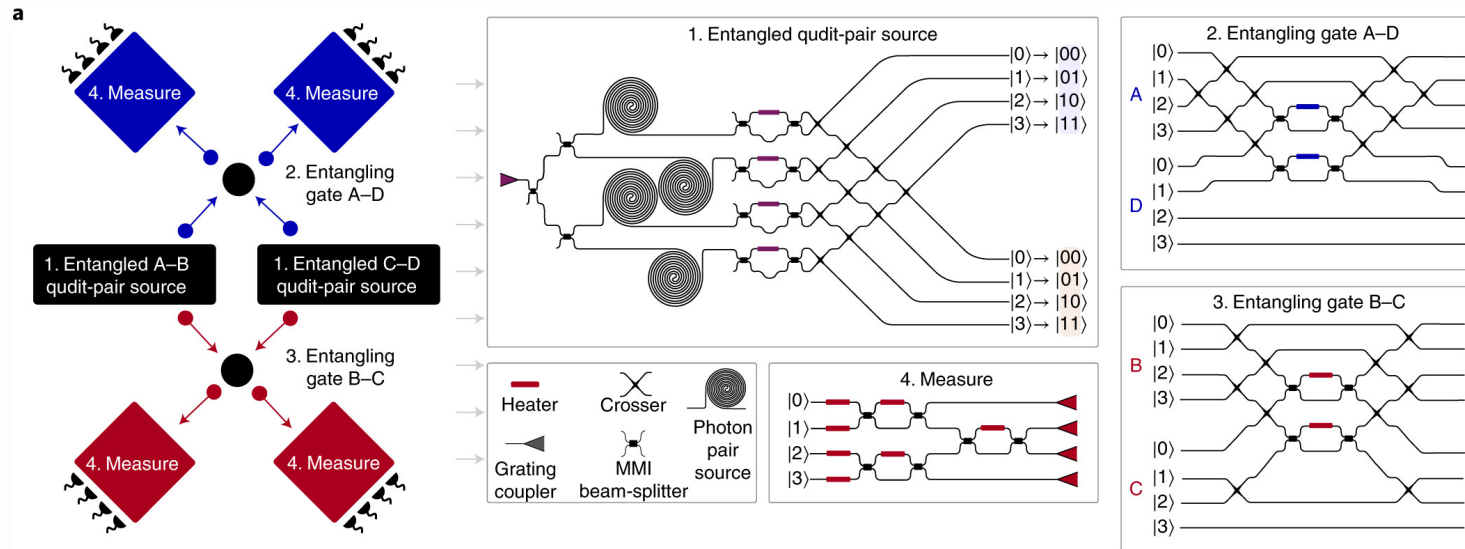 a
4. Measure
4. Measure
2. Entangling
gate A–D
1. Entangled A–B
qudit-pair source
1. Entangled C–D
qudit-pair source
3. Entangling
gate B–C
4. Measure
4. Measure
1. Entangled qudit-pair source
|0⟩→|00⟩
|1⟩→|01⟩
|2⟩→|10⟩
|3⟩→|11⟩
|0⟩→|00⟩
|1⟩→|01⟩
|2⟩→|10⟩
|3⟩→|11⟩
Heater
Crosser
Photon
pair
source
Grating
coupler
MMI
beam-splitter
4. Measure
|0⟩
|1⟩
|2⟩
|3⟩
2. Entangling gate A–D
A
|0⟩
|1⟩
|2⟩
|3⟩
D
|0⟩
|1⟩
|2⟩
|3⟩
3. Entangling gate B–C
B
|0⟩
|1⟩
|2⟩
|3⟩
C
|0⟩
|1⟩
|2⟩
|3⟩